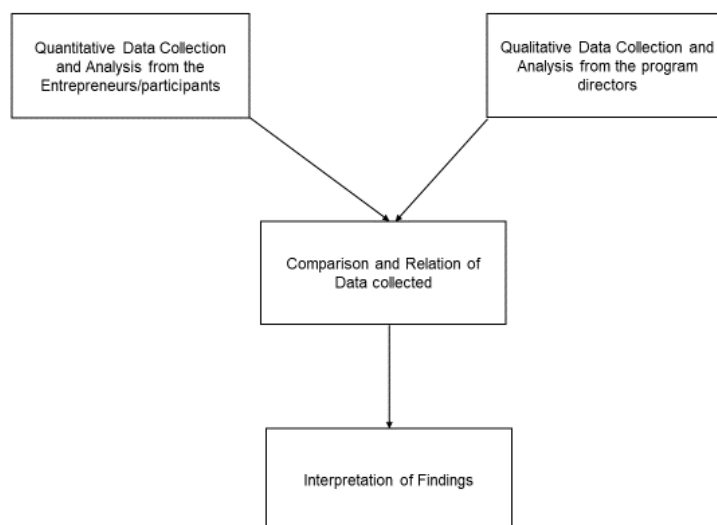 Quantitative Data Collection
and Analysis from the
Entrepreneurs/participants
Qualitative Data Collection and
Analysis from the program
directors
Comparison and Relation of
Data collected
Interpretation of Findings